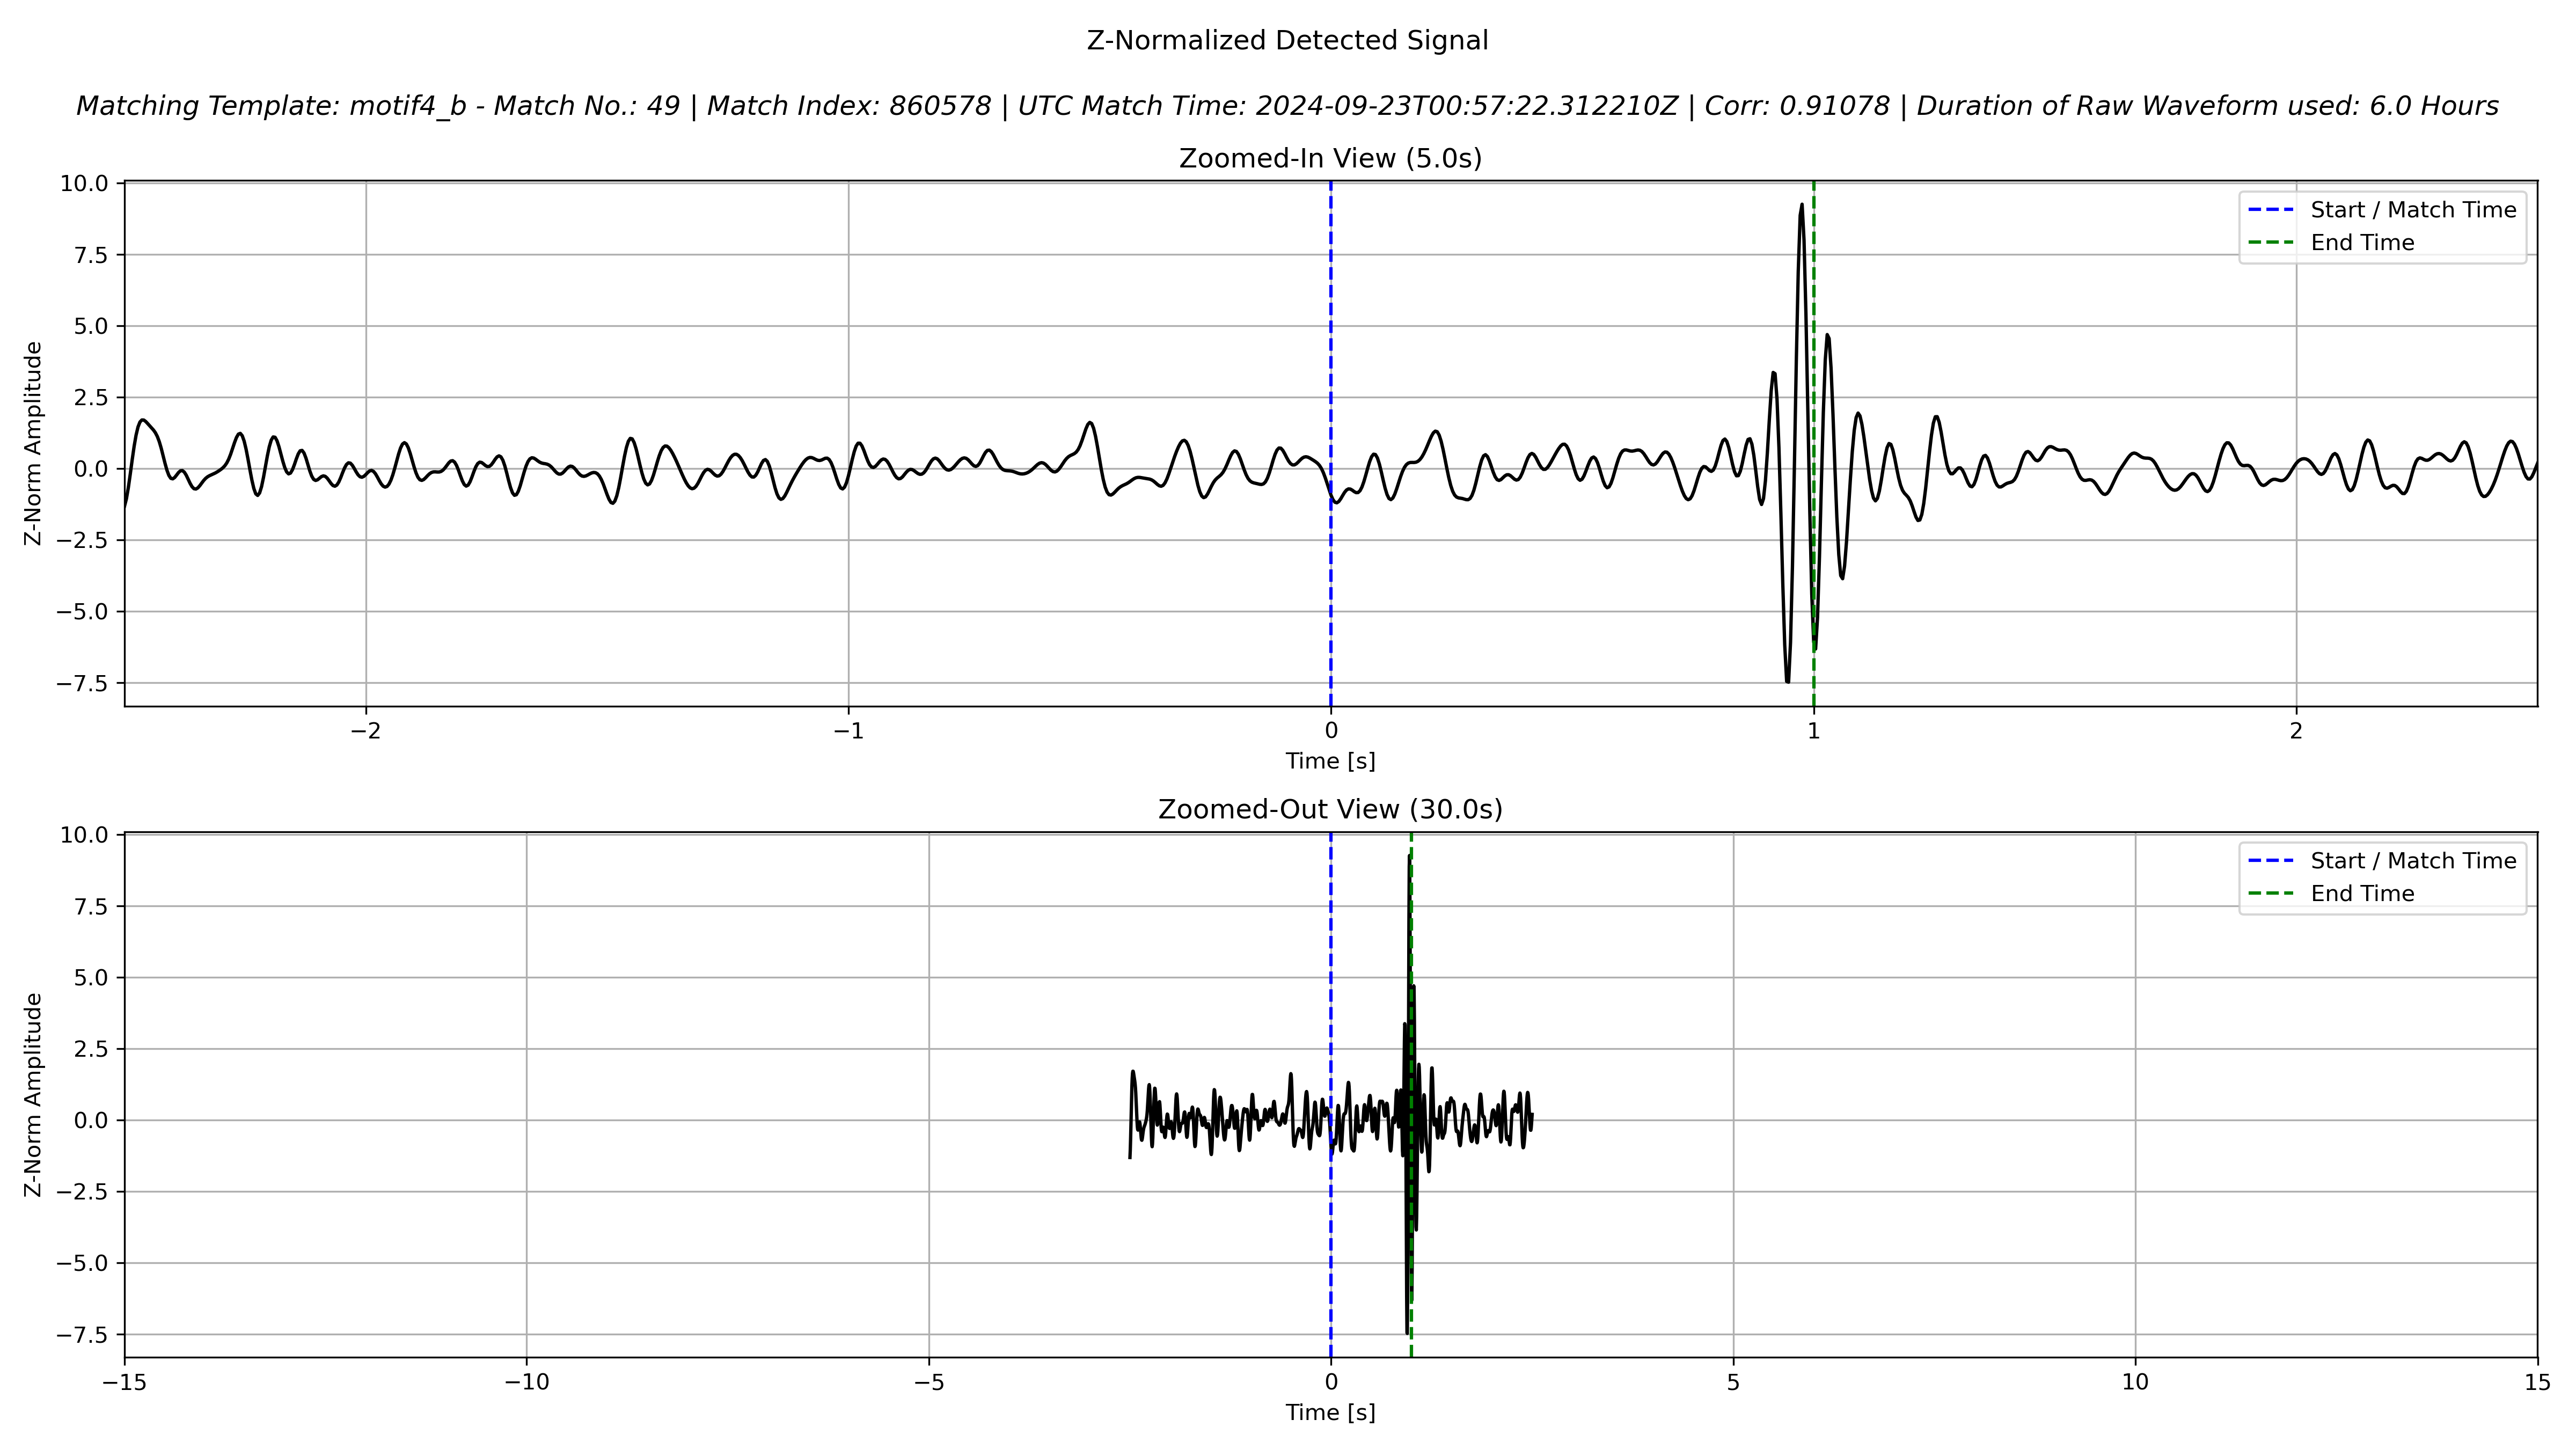 Z-Normalized Detected Signal
Matching Template: motif4_b - Match No.: 49 | Match Index: 860578 | UTC Match Time: 2024-09-23T00:57:22.312210Z | Corr: 0.91078 | Duration of Raw Waveform used: 6.0 Hours
Zoomed-In View (5.0s)
10.0
7.5
5.0
2.5
0.0
−2.5
−5.0
−7.5
Z-Norm Amplitude
Start / Match Time
End Time
−2 −1 0 1 2
Time [s]
Zoomed-Out View (30.0s)
10.0
7.5
5.0
2.5
0.0
−2.5
−5.0
−7.5
Z-Norm Amplitude
Start / Match Time
End Time
−15 −10 −5 0 5 10 15
Time [s]